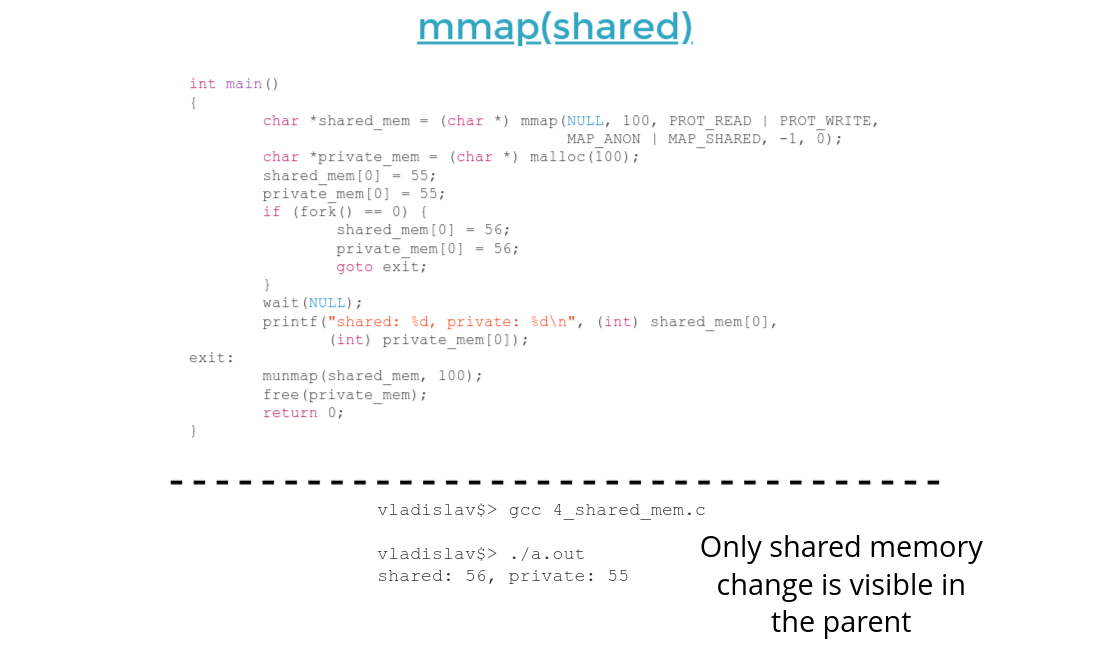 mmap(shared)
int main()
{
        char *shared_mem = (char *) mmap(NULL, 100, PROT_READ | PROT_WRITE,
                                         MAP_ANON | MAP_SHARED, -1, 0);
        char *private_mem = (char *) malloc(100);
        shared_mem[0] = 55;
        private_mem[0] = 55;
        if (fork() == 0) {
                shared_mem[0] = 56;
                private_mem[0] = 56;
                goto exit;
        }
        wait(NULL);
        printf("shared: %d, private: %d\n", (int) shared_mem[0],
               (int) private_mem[0]);
exit:
        munmap(shared_mem, 100);
        free(private_mem);
        return 0;
}
vladislav$> gcc 4_shared_mem.c
vladislav$> ./a.out
shared: 56, private: 55
Only shared memory
change is visible in
the parent